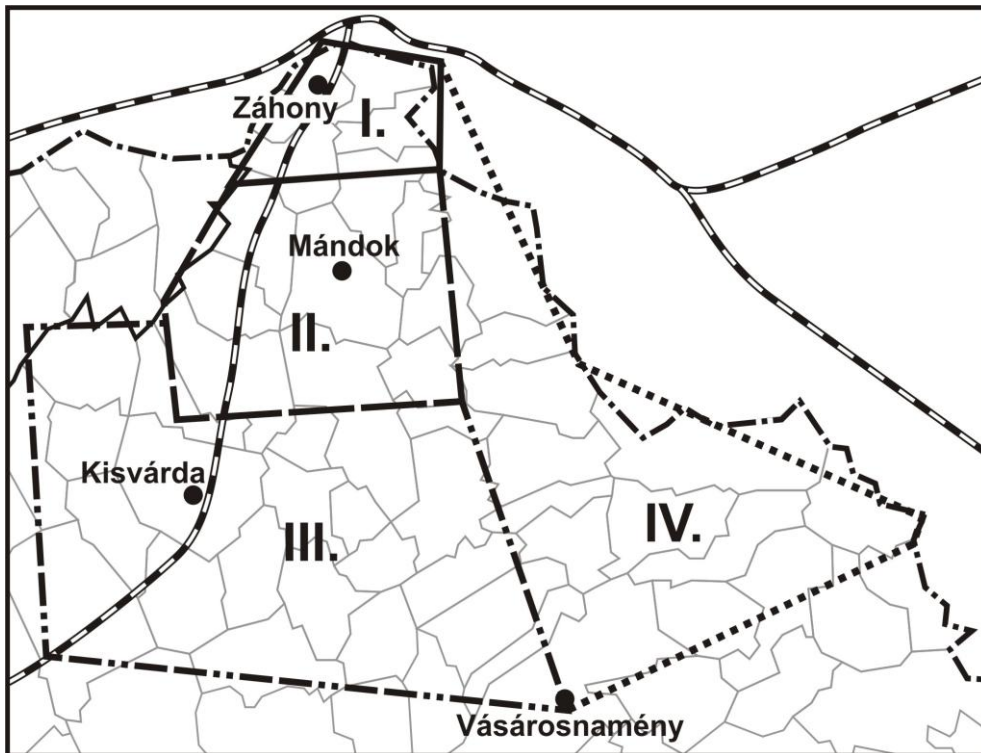 Záhony
I.
Mándok
II.
Kisvárda
III.
IV.
Vásárosnamény